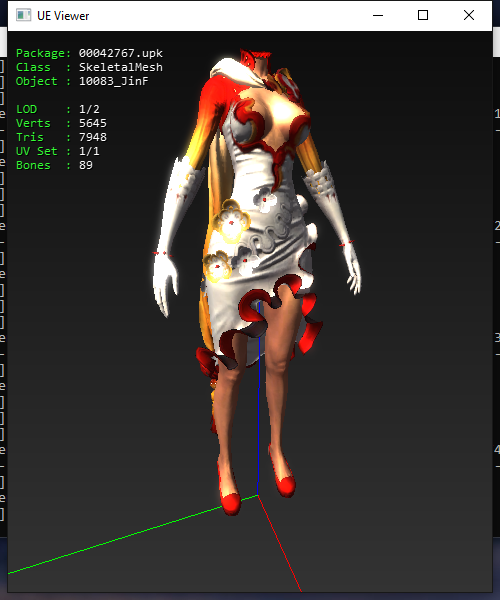 UE Viewer
Package: 00042767.upk
Class : SkeletalMesh
Object : 10083_JinF
LOD : 1/2
Verts : 5645
Tris : 7948
UV Set : 1/1
Bones : 89